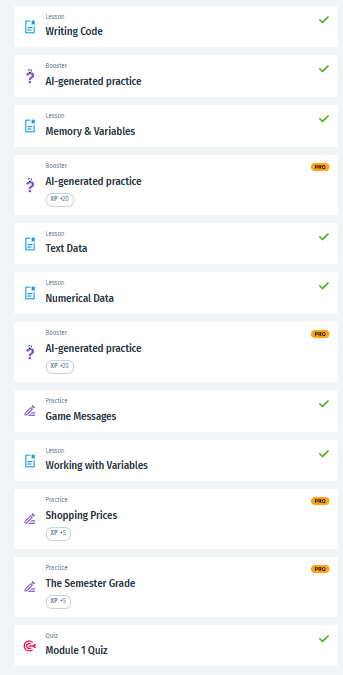 Lesson
Writing Code
Booster
AI-generated practice
Lesson
Memory & Variables
Booster
PRO
AI-generated practice
XP +20
Lesson
Text Data
Lesson
Numerical Data
Booster
PRO
AI-generated practice
XP +20
Practice
Game Messages
Lesson
Working with Variables
Practice
PRO
Shopping Prices
XP +5
Practice
PRO
The Semester Grade
XP +5
Quiz
Module 1 Quiz